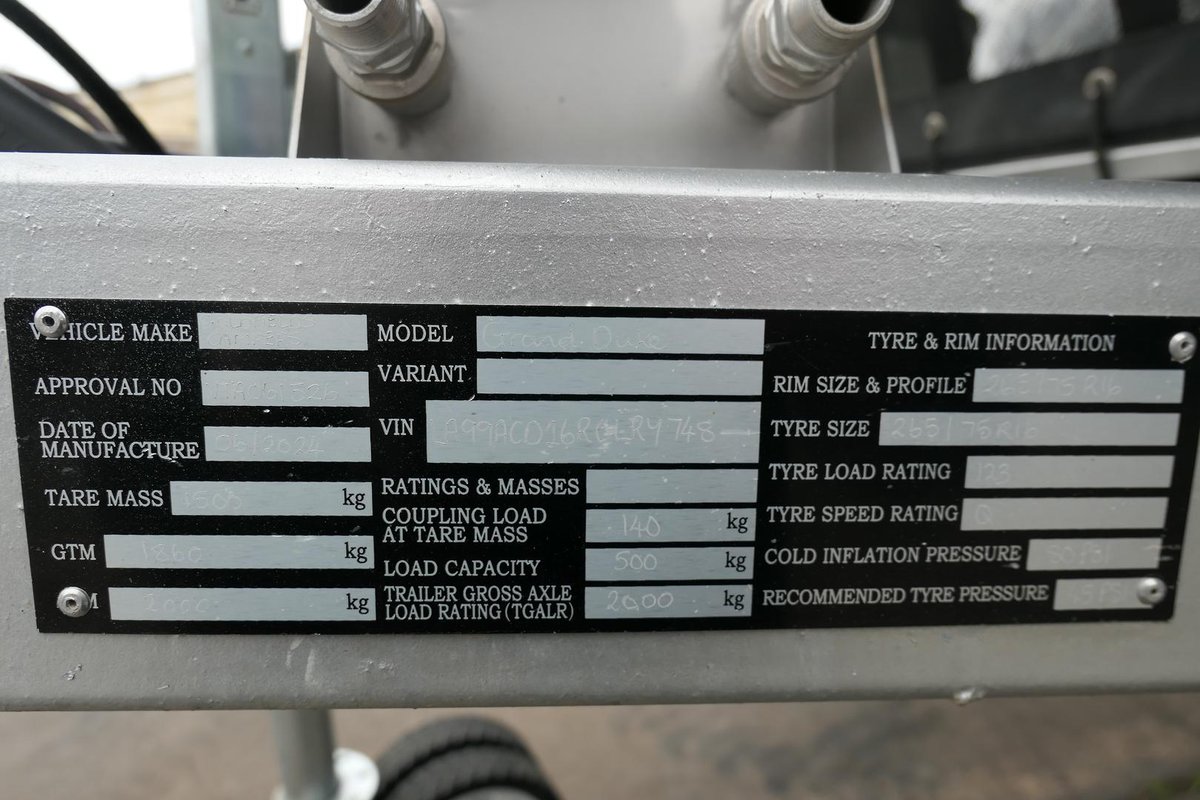 VEHICLE MAKE
APPROVAL NO
DATE OF
MANUFACTURE 06/2024
TARE MASS 1503 kg
GTM 1860 kg
M 2000 kg
MODEL Grand Duke
VARIANT
VIN
RATINGS & MASSES
COUPLING LOAD
AT TARE MASS 140 kg
LOAD CAPACITY 500 kg
TRAILER GROSS AXLE
LOAD RATING (TGALR) 2000 kg
TYRE & RIM INFORMATION
RIM SIZE & PROFILE 265/75R16
TYRE SIZE 265/75R16
TYRE LOAD RATING 123
TYRE SPEED RATING Q
COLD INFLATION PRESSURE
RECOMMENDED TYRE PRESSURE